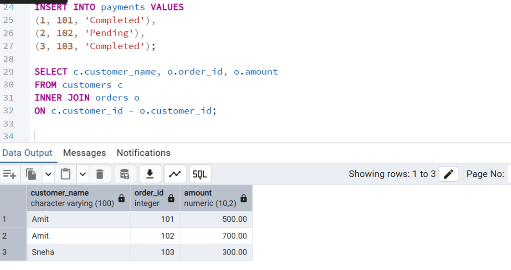 24 INSERT INTO payments VALUES
25 (1, 101, 'Completed'),
26 (2, 102, 'Pending'),
27 (3, 103, 'Completed');
28
29 SELECT c.customer_name, o.order_id, o.amount
30 FROM customers c
31 INNER JOIN orders o
32 ON c.customer_id = o.customer_id;
33
34
Data Output Messages Notifications
SQL Showing rows: 1 to 3 Page No:
customer_name order_id amount
character varying (100) integer numeric (10,2)
1 Amit 101 500.00
2 Amit 102 700.00
3 Sneha 103 300.00